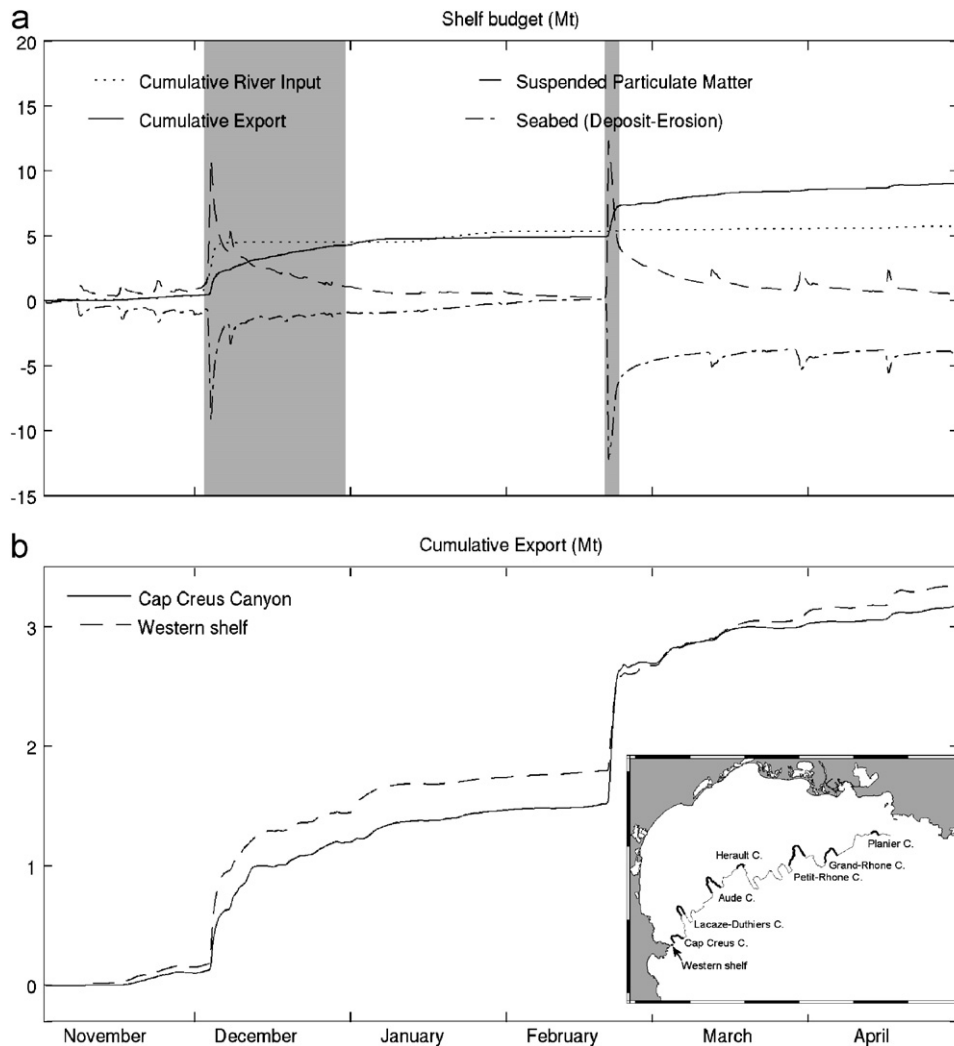 a
Shelf budget (Mt)
20
15
10
5
0
-5
-10
-15
Cumulative River Input
Suspended Particulate Matter
Cumulative Export
Seabed (Deposit-Erosion)
b
Cumulative Export (Mt)
3
2
1
0
Cap Creus Canyon
Western shelf
Planier C.
Herault C.
Grand-Rhone C.
Petit-Rhone C.
Aude C.
Lacaze-Duthiers C.
Cap Creus C.
Western shelf
November December January February March April